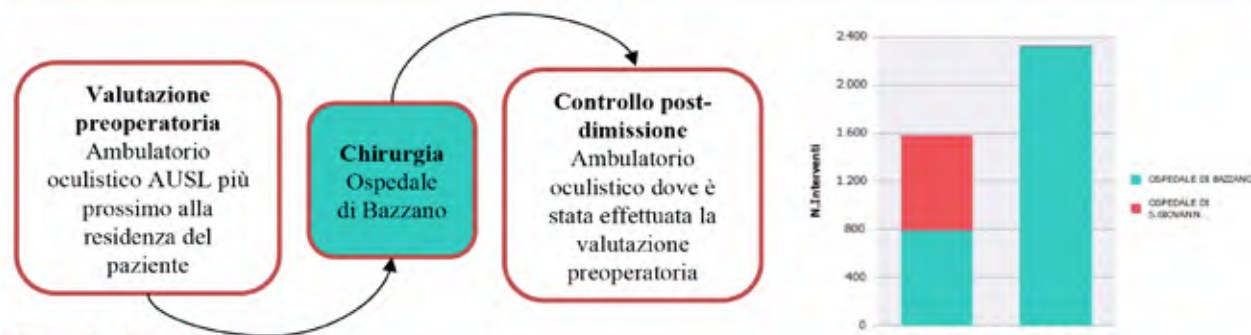 Valutazione
preoperatoria
Ambulatorio
oculistico AUSL più
prossimo alla
residenza del
paziente
Chirurgia
Ospedale
di Bazzano
Controllo post-
dimissione
Ambulatorio
oculistico dove è
stata effettuata la
valutazione
preoperatoria
N.Interventi
2.400
2.000
1.600
1.200
800
400
0
OSPEDALE DI BAZZANO
OSPEDALE DI
S.GIOVANN.